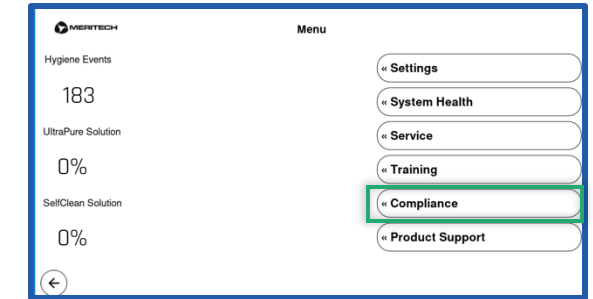 MERITECH
Menu
Hygiene Events
183
UltraPure Solution
0%
SelfClean Solution
0%
« Settings
« System Health
« Service
« Training
« Compliance
« Product Support